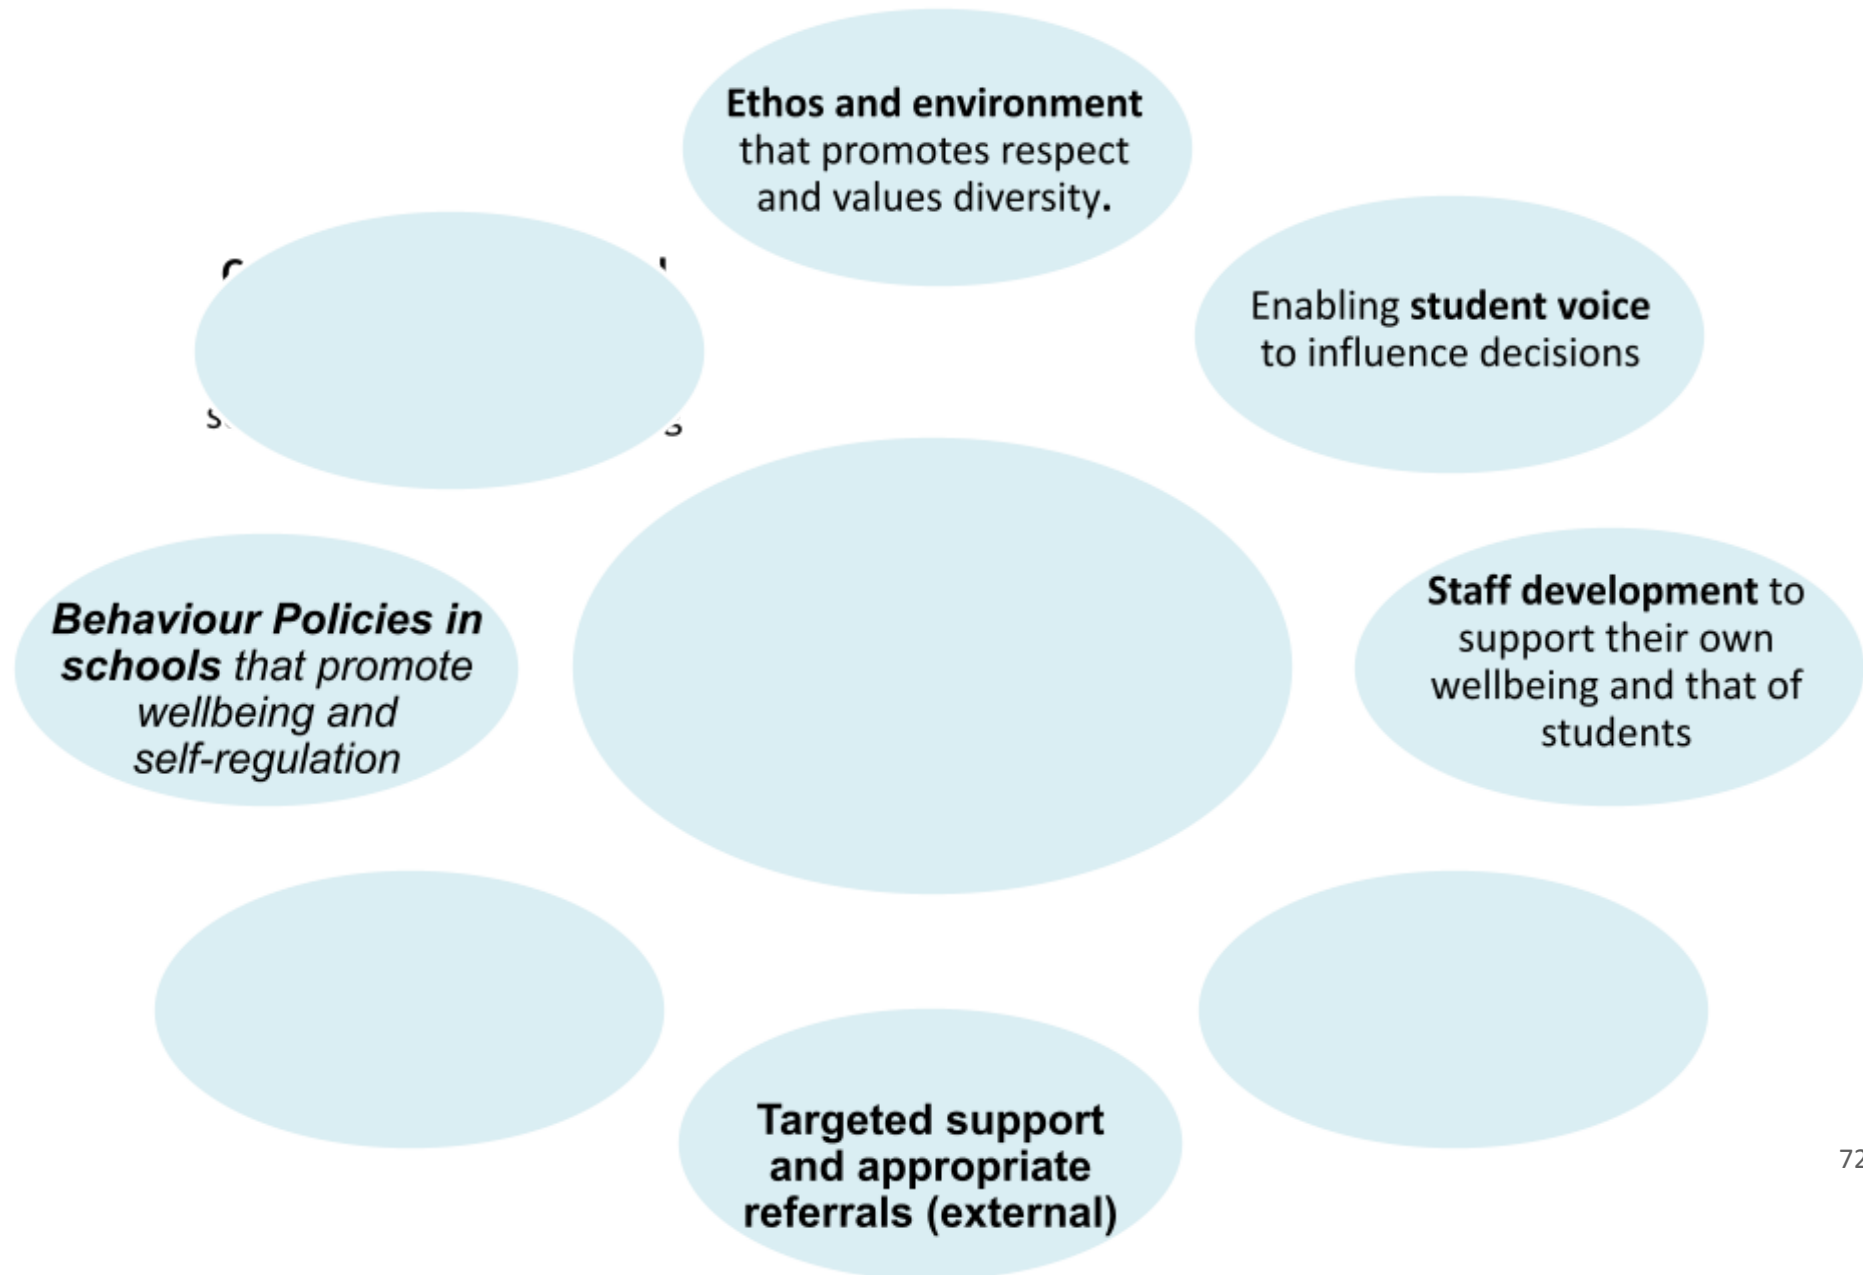 Ethos and environment
that promotes respect
and values diversity.
Enabling student voice
to influence decisions
Behaviour Policies in
schools that promote
wellbeing and
self-regulation
Staff development to
support their own
wellbeing and that of
students
Targeted support
and appropriate
referrals (external)
72